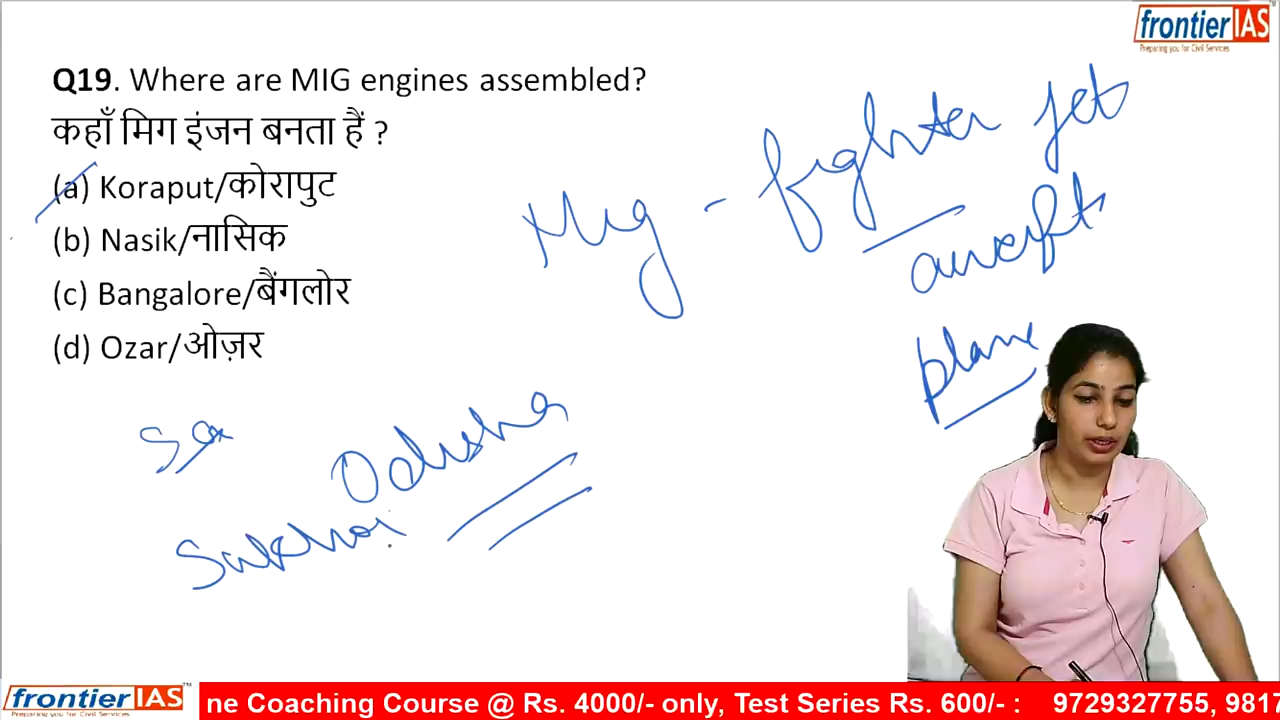 frontierIAS
Preparing you for Civil Services
Q19. Where are MIG engines assembled?
कहाँ मिग इंजन बनता हैं ?
(a) Koraput/कोरापुट
(b) Nasik/नासिक
(c) Bangalore/बैंगलोर
(d) Ozar/ओज़र
Mig - fighter jet
aircraft
plane
Odisha
Sukhoi
frontierIAS™
Preparing you for Civil Services
ne Coaching Course @ Rs. 4000/- only, Test Series Rs. 600/- : 9729327755, 9817